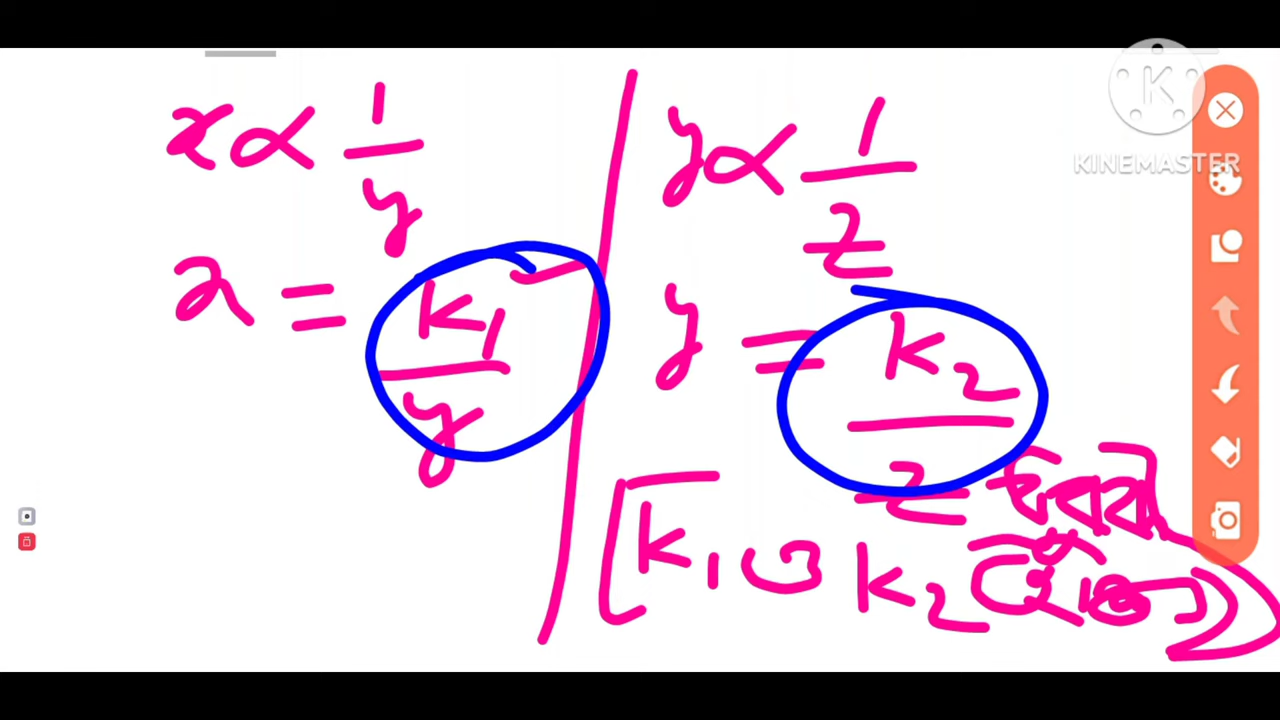 x ∝ 1/y
x = k₁/y
y ∝ 1/z
y = k₂/z
[k₁ ও k₂
KINEMASTER